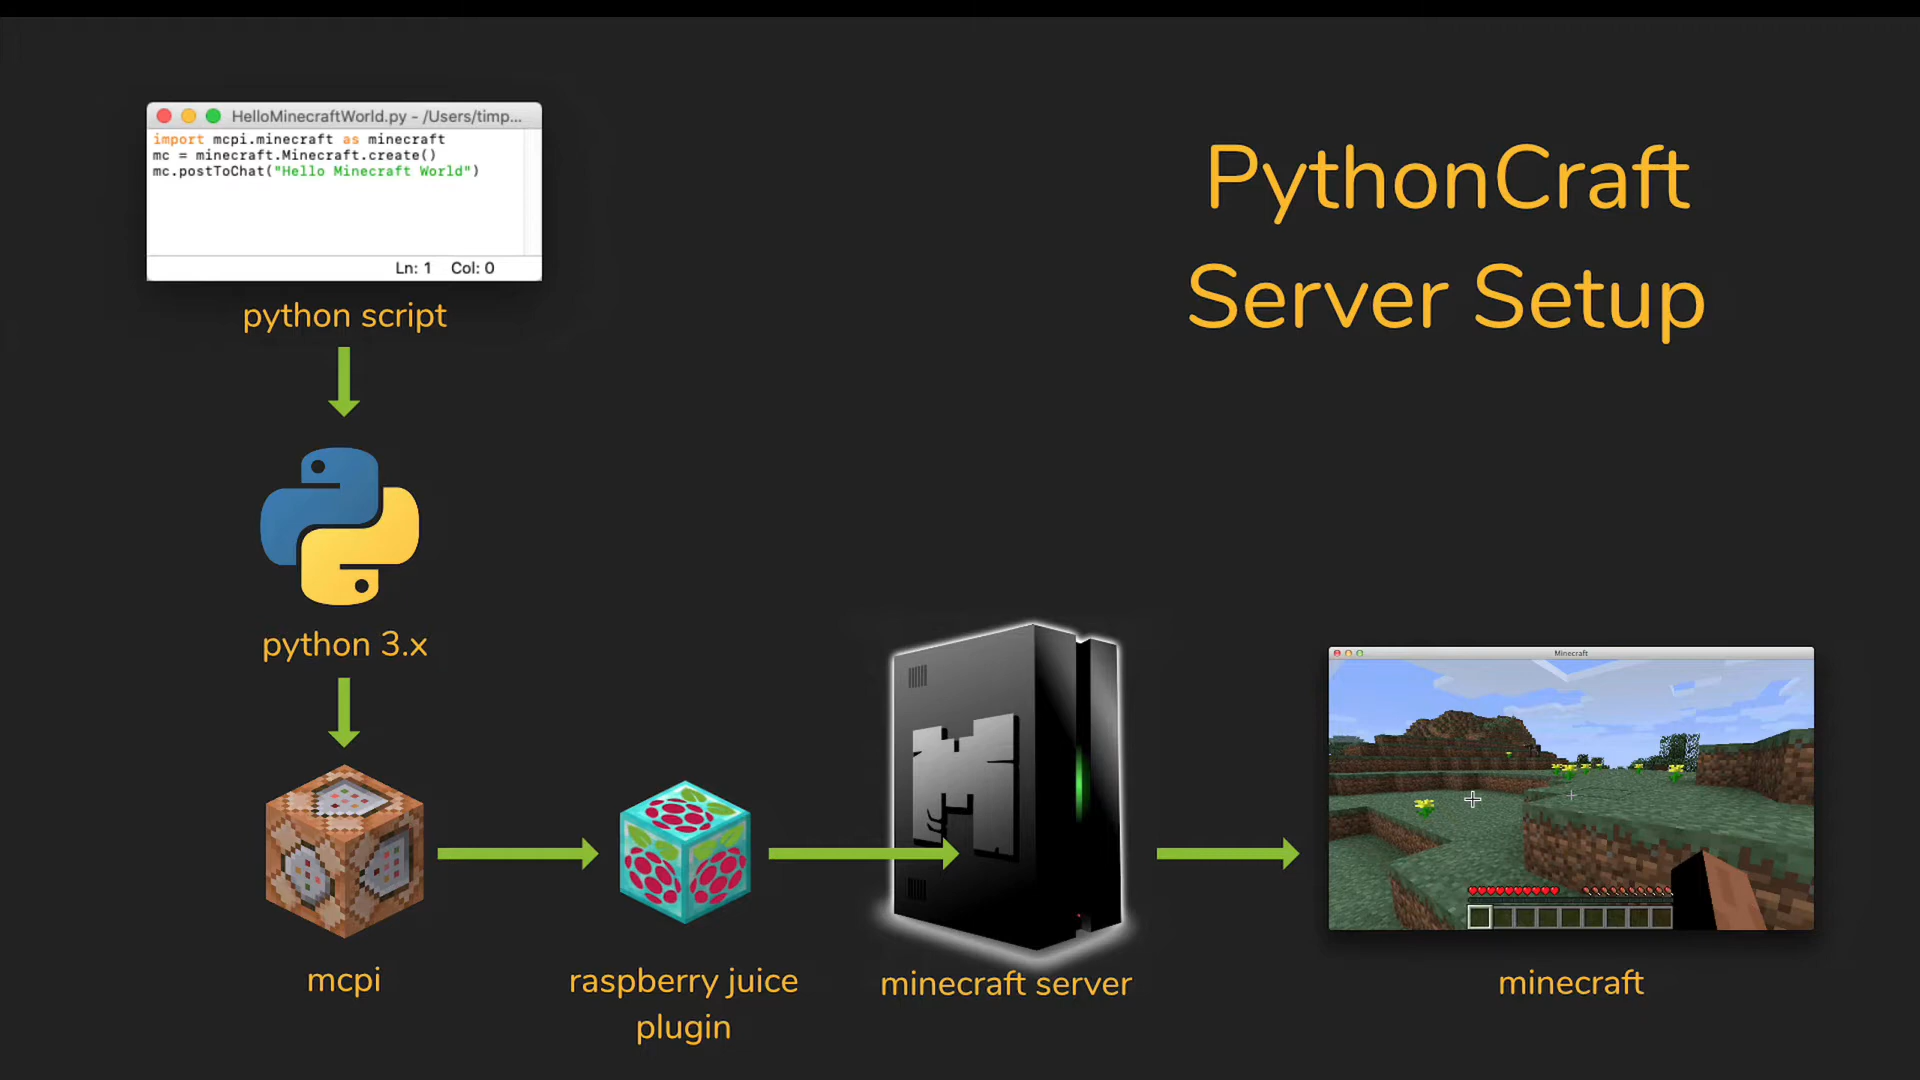 HelloMinecraftWorld.py - /Users/timp...
import mcpi.minecraft as minecraft
mc = minecraft.Minecraft.create()
mc.postToChat("Hello Minecraft World")
Ln: 1 Col: 0
python script
PythonCraft
Server Setup
python 3.x
mcpi
raspberry juice
plugin
minecraft server
Minecraft
minecraft